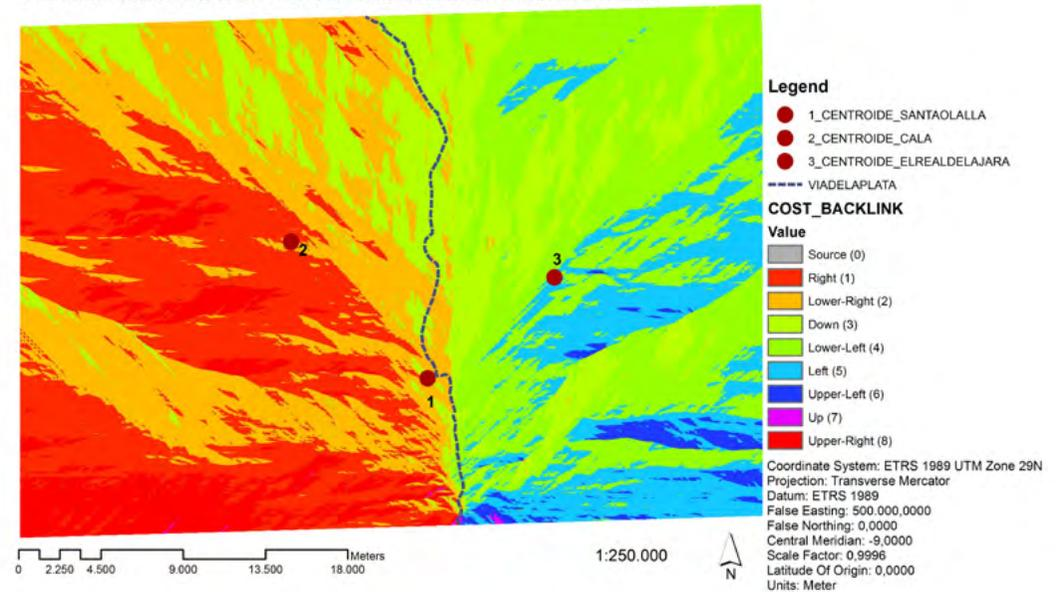 2
3
1
Legend
1_CENTROIDE_SANTAOLALLA
2_CENTROIDE_CALA
3_CENTROIDE_ELREALDELAJARA
VIADELAPLATA
COST_BACKLINK
Value
Source (0)
Right (1)
Lower-Right (2)
Down (3)
Lower-Left (4)
Left (5)
Upper-Left (6)
Up (7)
Upper-Right (8)
Coordinate System: ETRS 1989 UTM Zone 29N
Projection: Transverse Mercator
Datum: ETRS 1989
False Easting: 500.000,0000
False Northing: 0,0000
Central Meridian: -9,0000
Scale Factor: 0,9996
Latitude Of Origin: 0,0000
Units: Meter
Meters
0 2.250 4.500 9.000 13.500 18.000
1:250.000
N